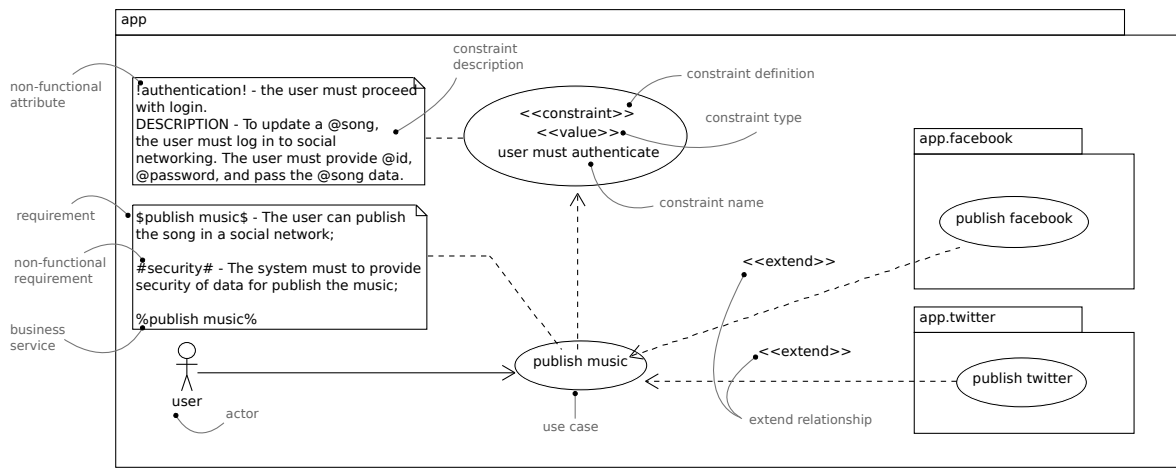 app
constraint
description
non-functional
attribute
!authentication! - the user must proceed
with login.
DESCRIPTION - To update a @song,
the user must log in to social
networking. The user must provide @id,
@password, and pass the @song data.
<<constraint>>
<<value>>
user must authenticate
constraint definition
constraint type
constraint name
app.facebook
publish facebook
requirement
$publish music$ - The user can publish
the song in a social network;
non-functional
requirement
#security# - The system must to provide
security of data for publish the music;
%publish music%
business
service
<<extend>>
app.twitter
<<extend>>
publish music
publish twitter
user
actor
use case
extend relationship